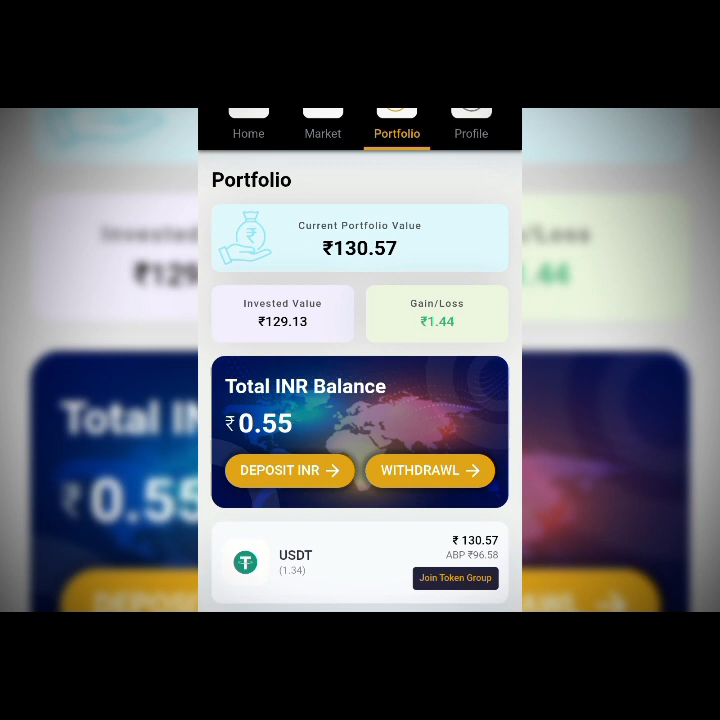 Home Market Portfolio Profile
Portfolio
Current Portfolio Value
₹130.57
Invested Value
₹129.13
Gain/Loss
₹1.44
Total INR Balance
₹ 0.55
DEPOSIT INR → WITHDRAWL →
USDT
(1.34)
₹ 130.57
ABP ₹96.58
Join Token Group